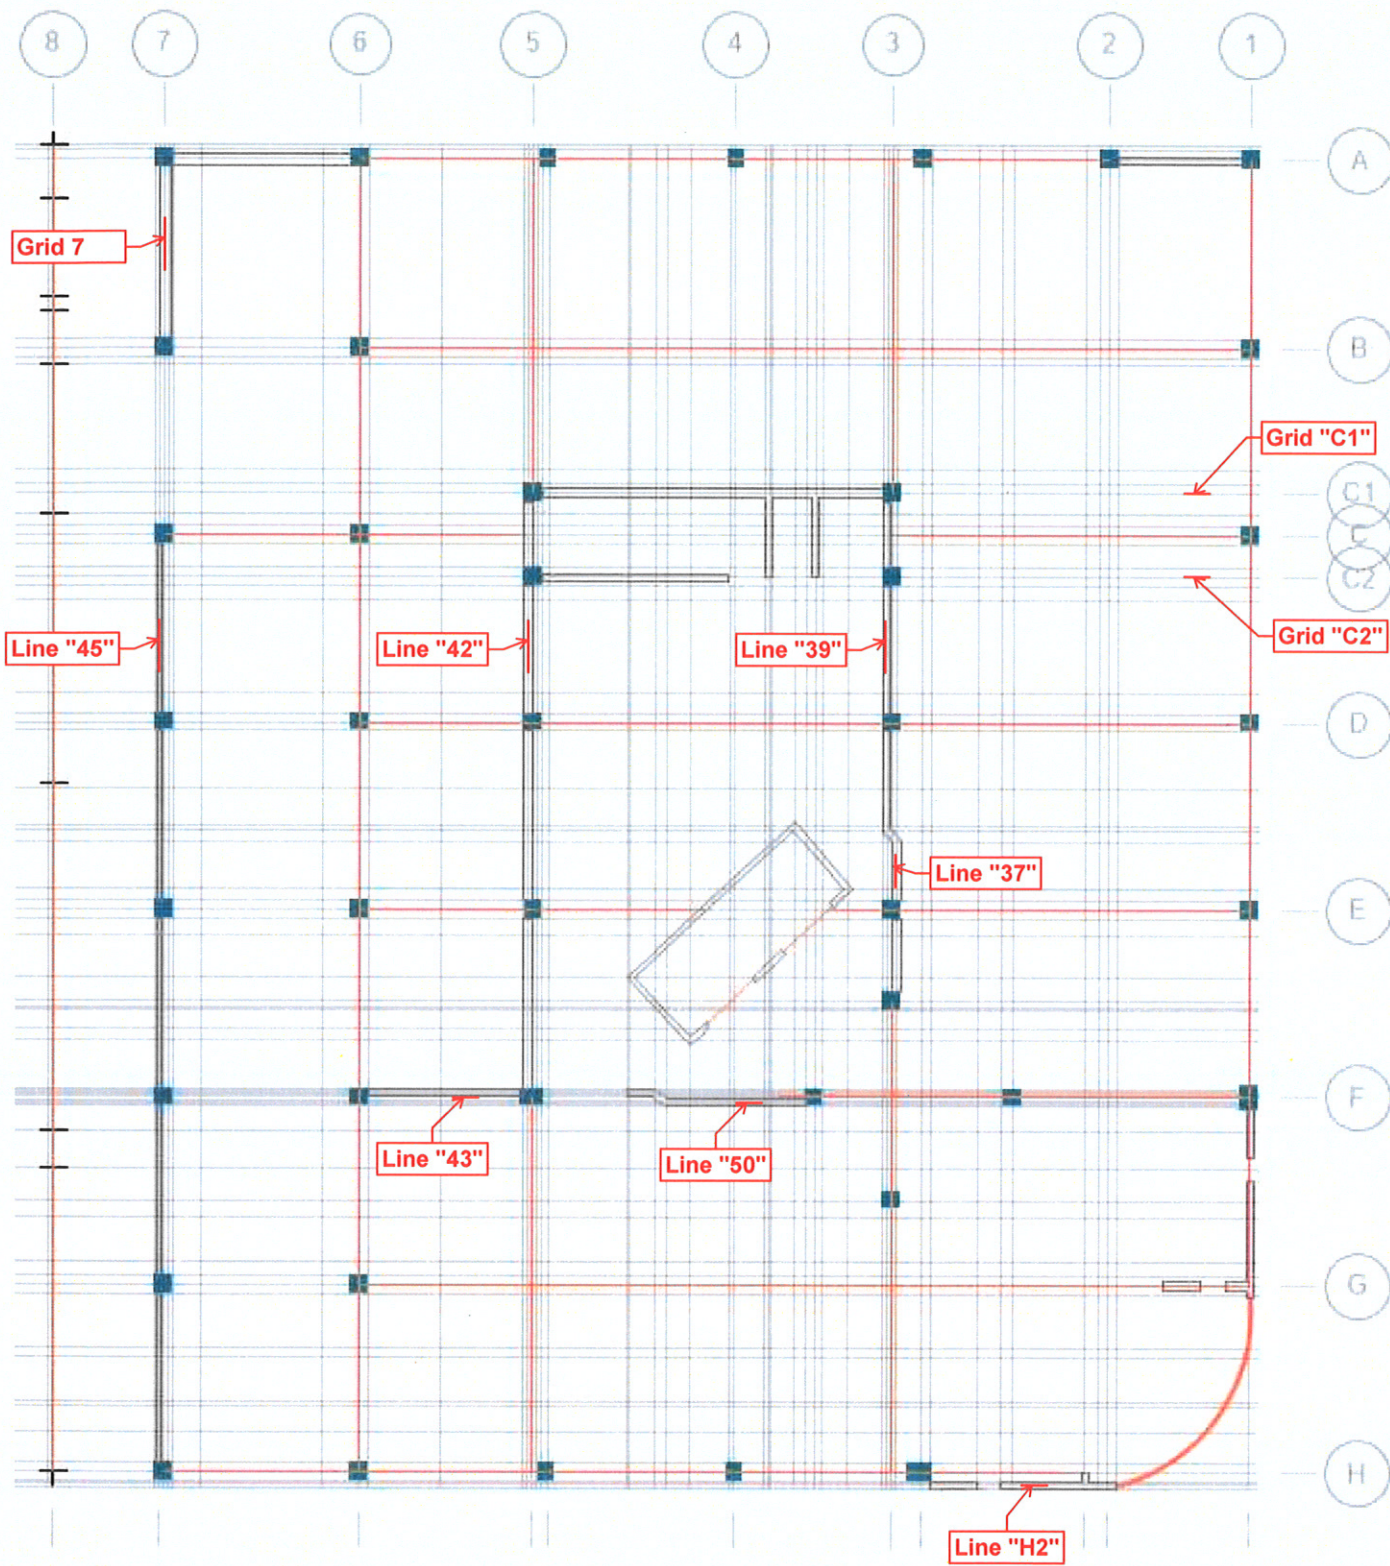 8 7 6 5 4 3 2 1
A
Grid 7
B
Grid "C1"
C1
C
C2
Grid "C2"
Line "45"
Line "42"
Line "39"
D
Line "37"
E
F
Line "43"
Line "50"
G
H
Line "H2"